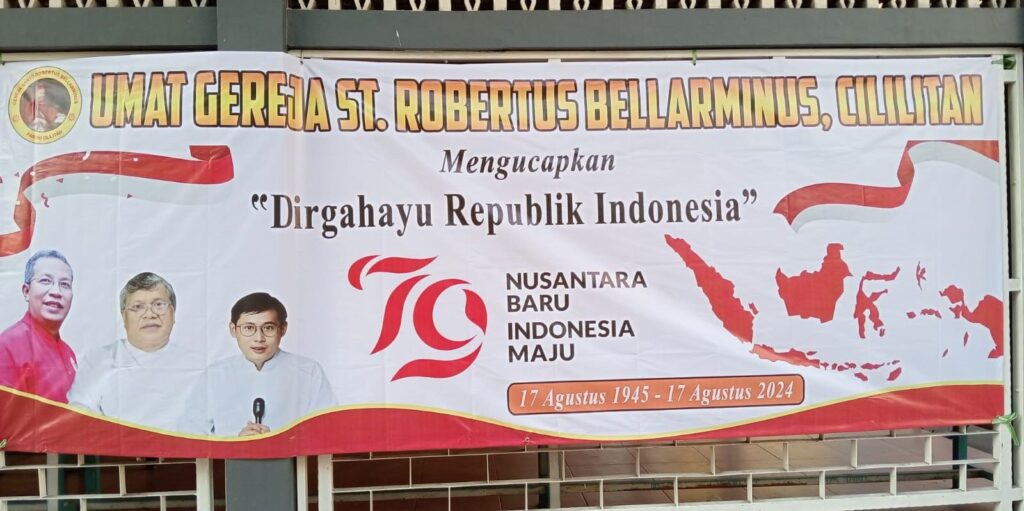 UMAT GEREJA ST. ROBERTUS BELLARMINUS, CILILITAN
Mengucapkan
“Dirgahayu Republik Indonesia”
79
NUSANTARA
BARU
INDONESIA
MAJU
17 Agustus 1945 - 17 Agustus 2024